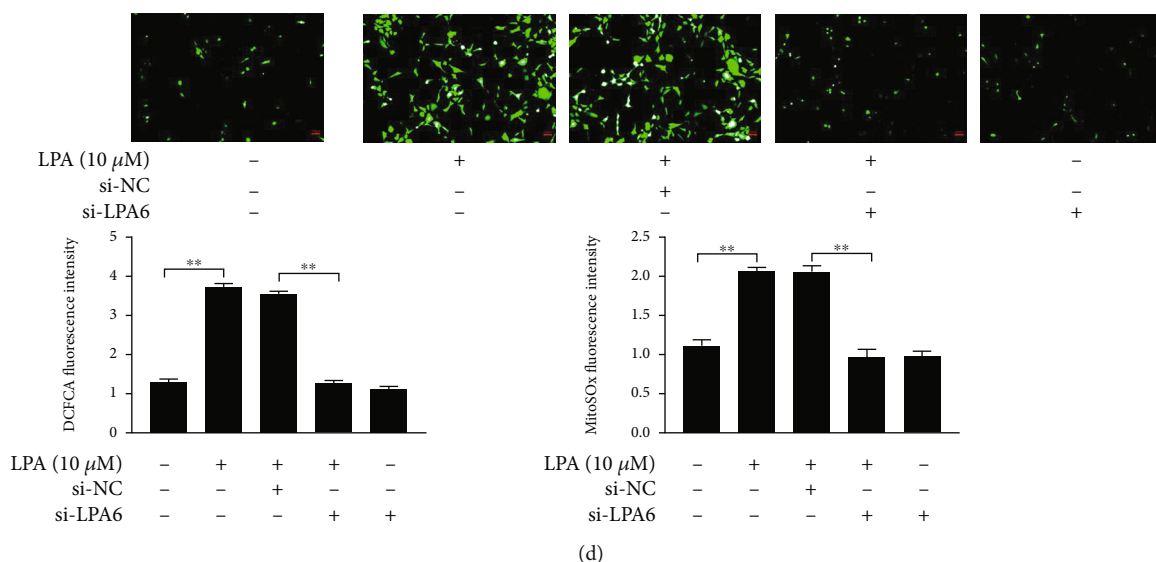 LPA (10 μM) – + + + –
si-NC – – + – –
si-LPA6 – – – + +
DCFCA fluorescence intensity
5
4
3
2
1
0
** **
LPA (10 μM) – + + + –
si-NC – – + – –
si-LPA6 – – – + +
MitoSOx fluorescence intensity
2.5
2.0
1.5
1.0
0.5
0.0
** **
LPA (10 μM) – + + + –
si-NC – – + – –
si-LPA6 – – – + +
(d)